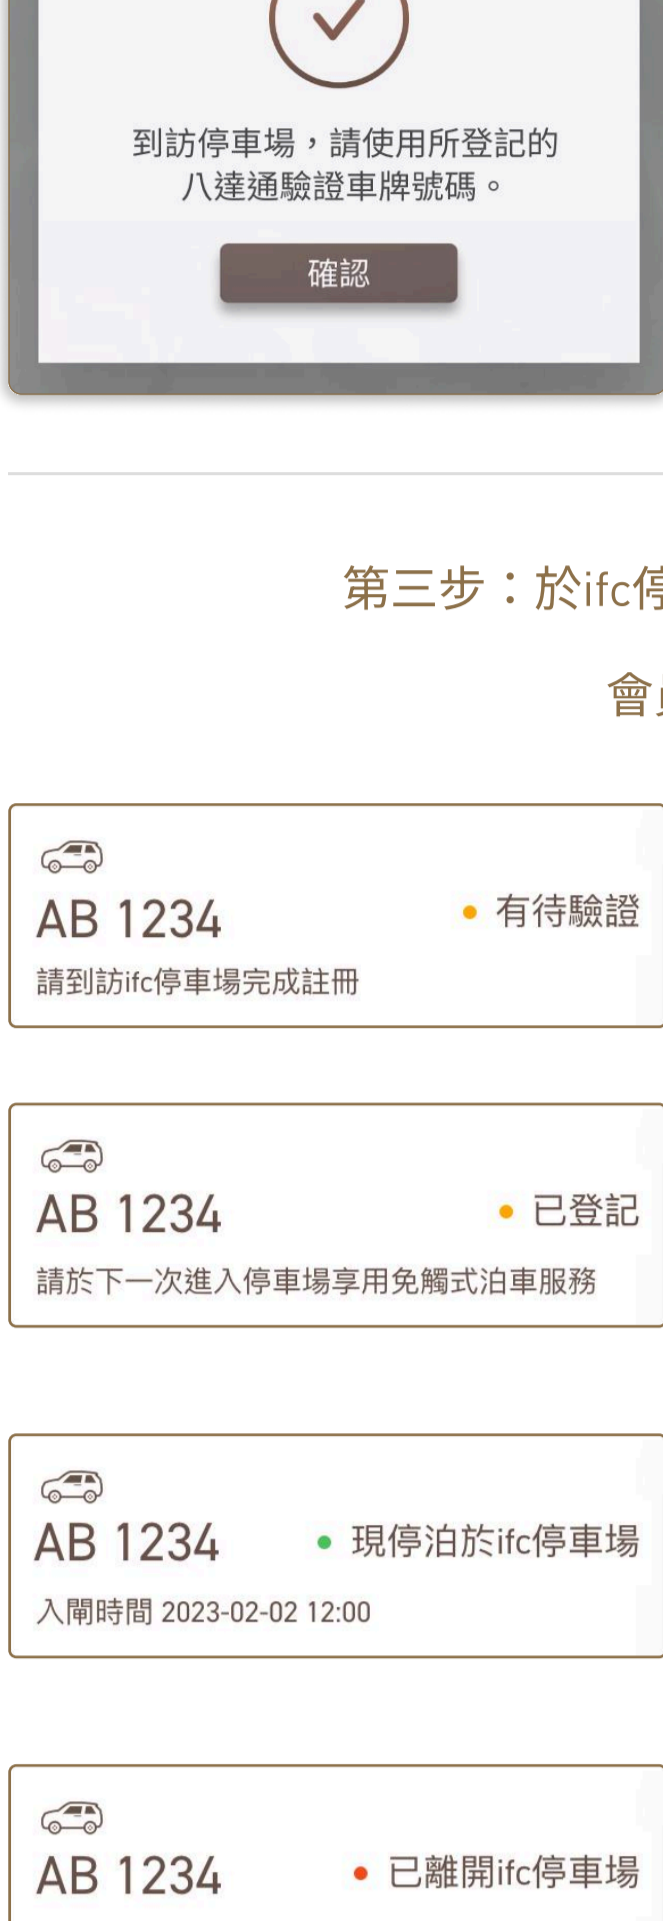 到訪停車場，請使用所登記的
八達通驗證車牌號碼。
確認
第三步：於ifc
會
AB 1234
有待驗證
請到訪ifc停車場完成註冊
AB 1234
已登記
請於下一次進入停車場享用免觸式泊車服務
AB 1234
現停泊於ifc停車場
入閘時間 2023-02-02 12:00
AB 1234
已離開ifc停車場